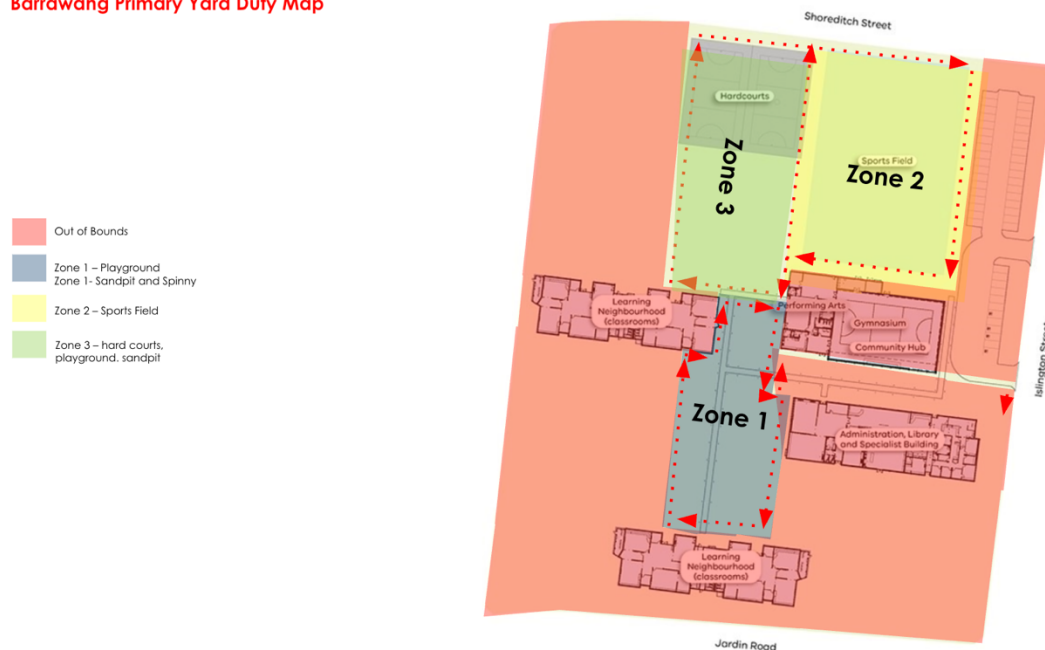 Barrawang Primary Yard Duty Map
Shoreditch Street
Hardcourts
Zone 3
Sports Field
Zone 2
Out of Bounds
Zone 1 – Playground
Zone 1- Sandpit and Spinny
Zone 2 – Sports Field
Zone 3 – hard courts,
playground. sandpit
Learning
Neighbourhood
(classrooms)
Performing Arts
Gymnasium
Community Hub
Islington Street
Zone 1
Administration, Library
and Specialist Building
Learning
Neighbourhood
(classrooms)
Jardin Road